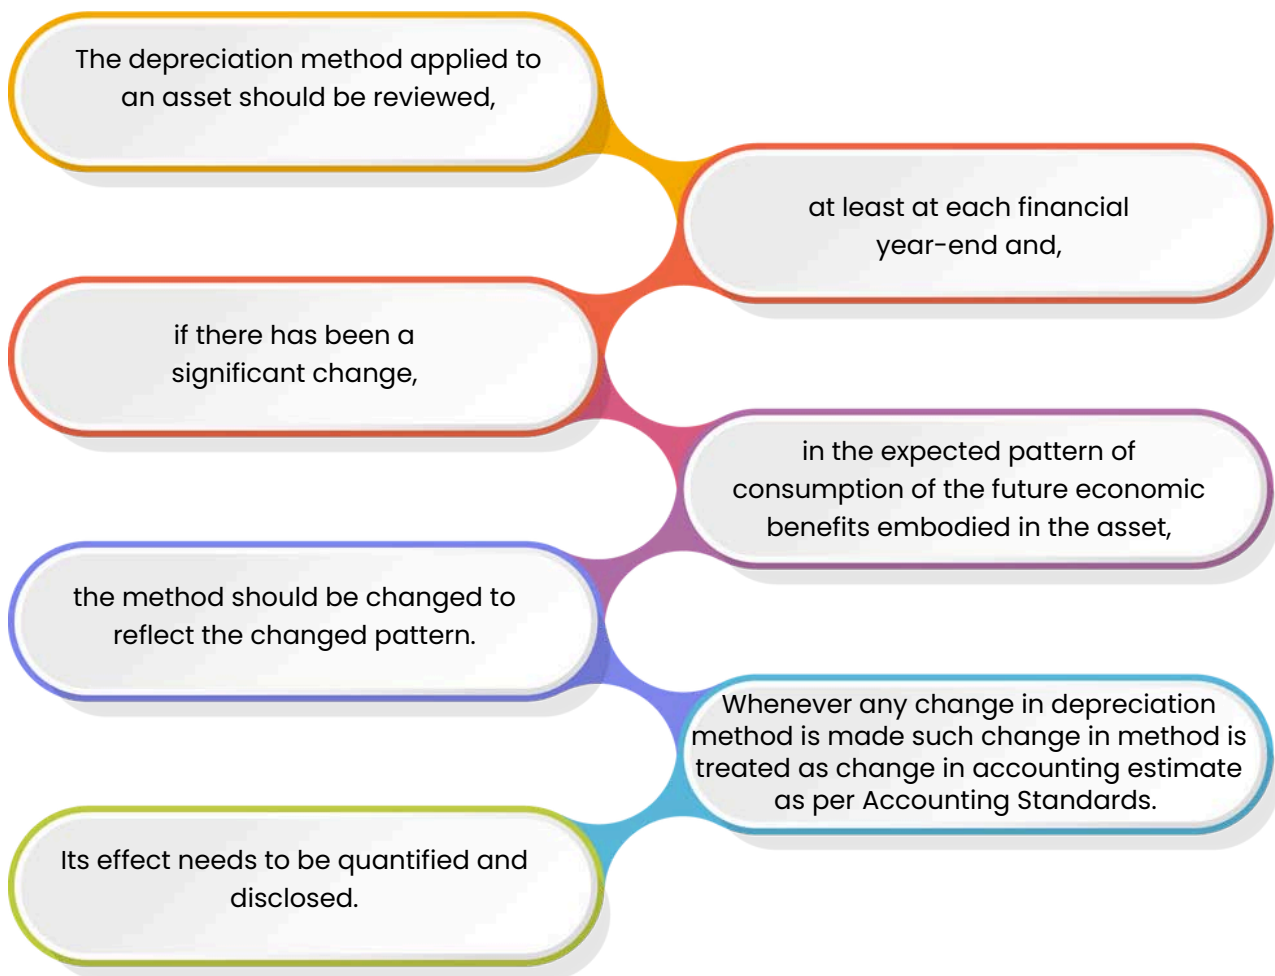 The depreciation method applied to
an asset should be reviewed,
at least at each financial
year-end and,
if there has been a
significant change,
in the expected pattern of
consumption of the future economic
benefits embodied in the asset,
the method should be changed to
reflect the changed pattern.
Whenever any change in depreciation
method is made such change in method is
treated as change in accounting estimate
as per Accounting Standards.
Its effect needs to be quantified and
disclosed.